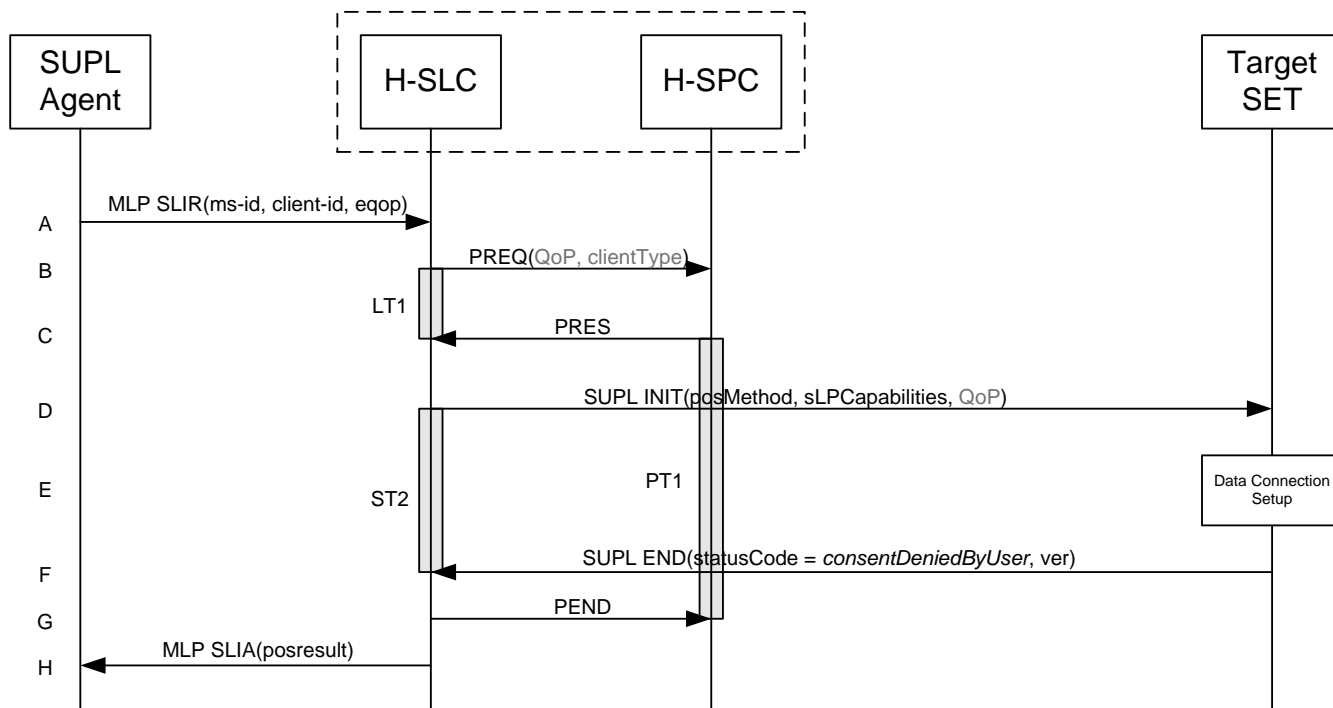 SUPL
Agent
H-SLC
H-SPC
Target
SET
A
MLP SLIR(ms-id, client-id, eqop)
B
PREQ(QoP, clientType)
LT1
C
PRES
D
SUPL INIT(posMethod, sLPCapabilities, QoP)
E
ST2
PT1
Data Connection
Setup
F
SUPL END(statusCode = consentDeniedByUser, ver)
G
PEND
H
MLP SLIA(posresult)